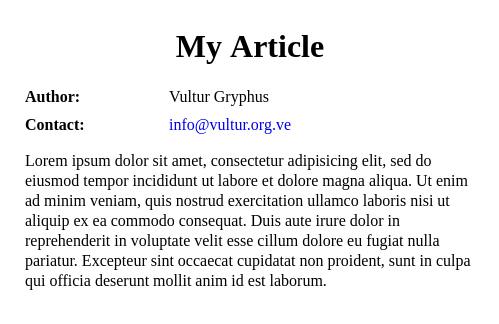 My Article
Author: Vultur Gryphus
Contact: info@vultur.org.ve
Lorem ipsum dolor sit amet, consectetur adipisicing elit, sed do
eiusmod tempor incididunt ut labore et dolore magna aliqua. Ut enim
ad minim veniam, quis nostrud exercitation ullamco laboris nisi ut
aliquip ex ea commodo consequat. Duis aute irure dolor in
reprehenderit in voluptate velit esse cillum dolore eu fugiat nulla
pariatur. Excepteur sint occaecat cupidatat non proident, sunt in culpa
qui officia deserunt mollit anim id est laborum.